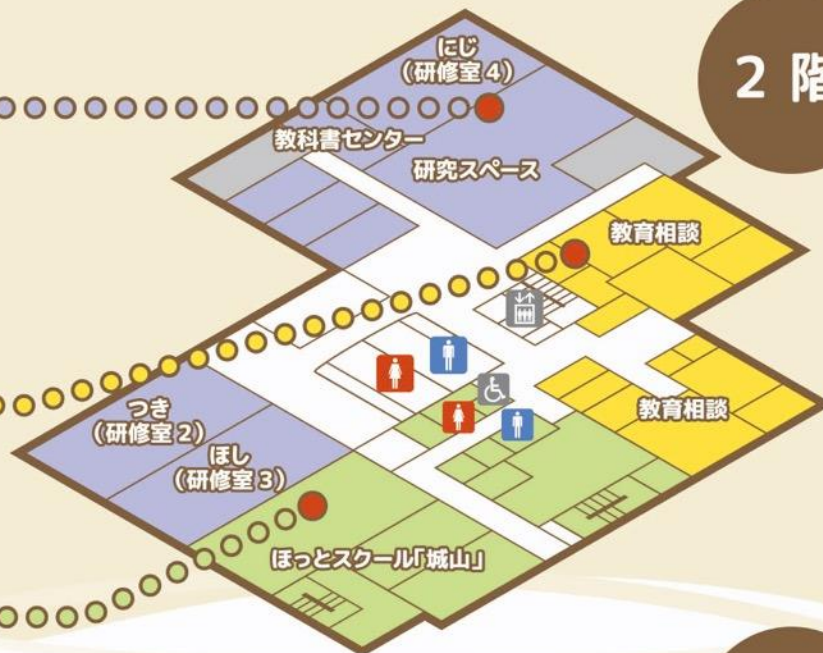 2 階
にじ
(研修室 4)
教科書センター
研究スペース
教育相談
教育相談
つき
(研修室 2)
ほし
(研修室 3)
ほっとスクール「城山」